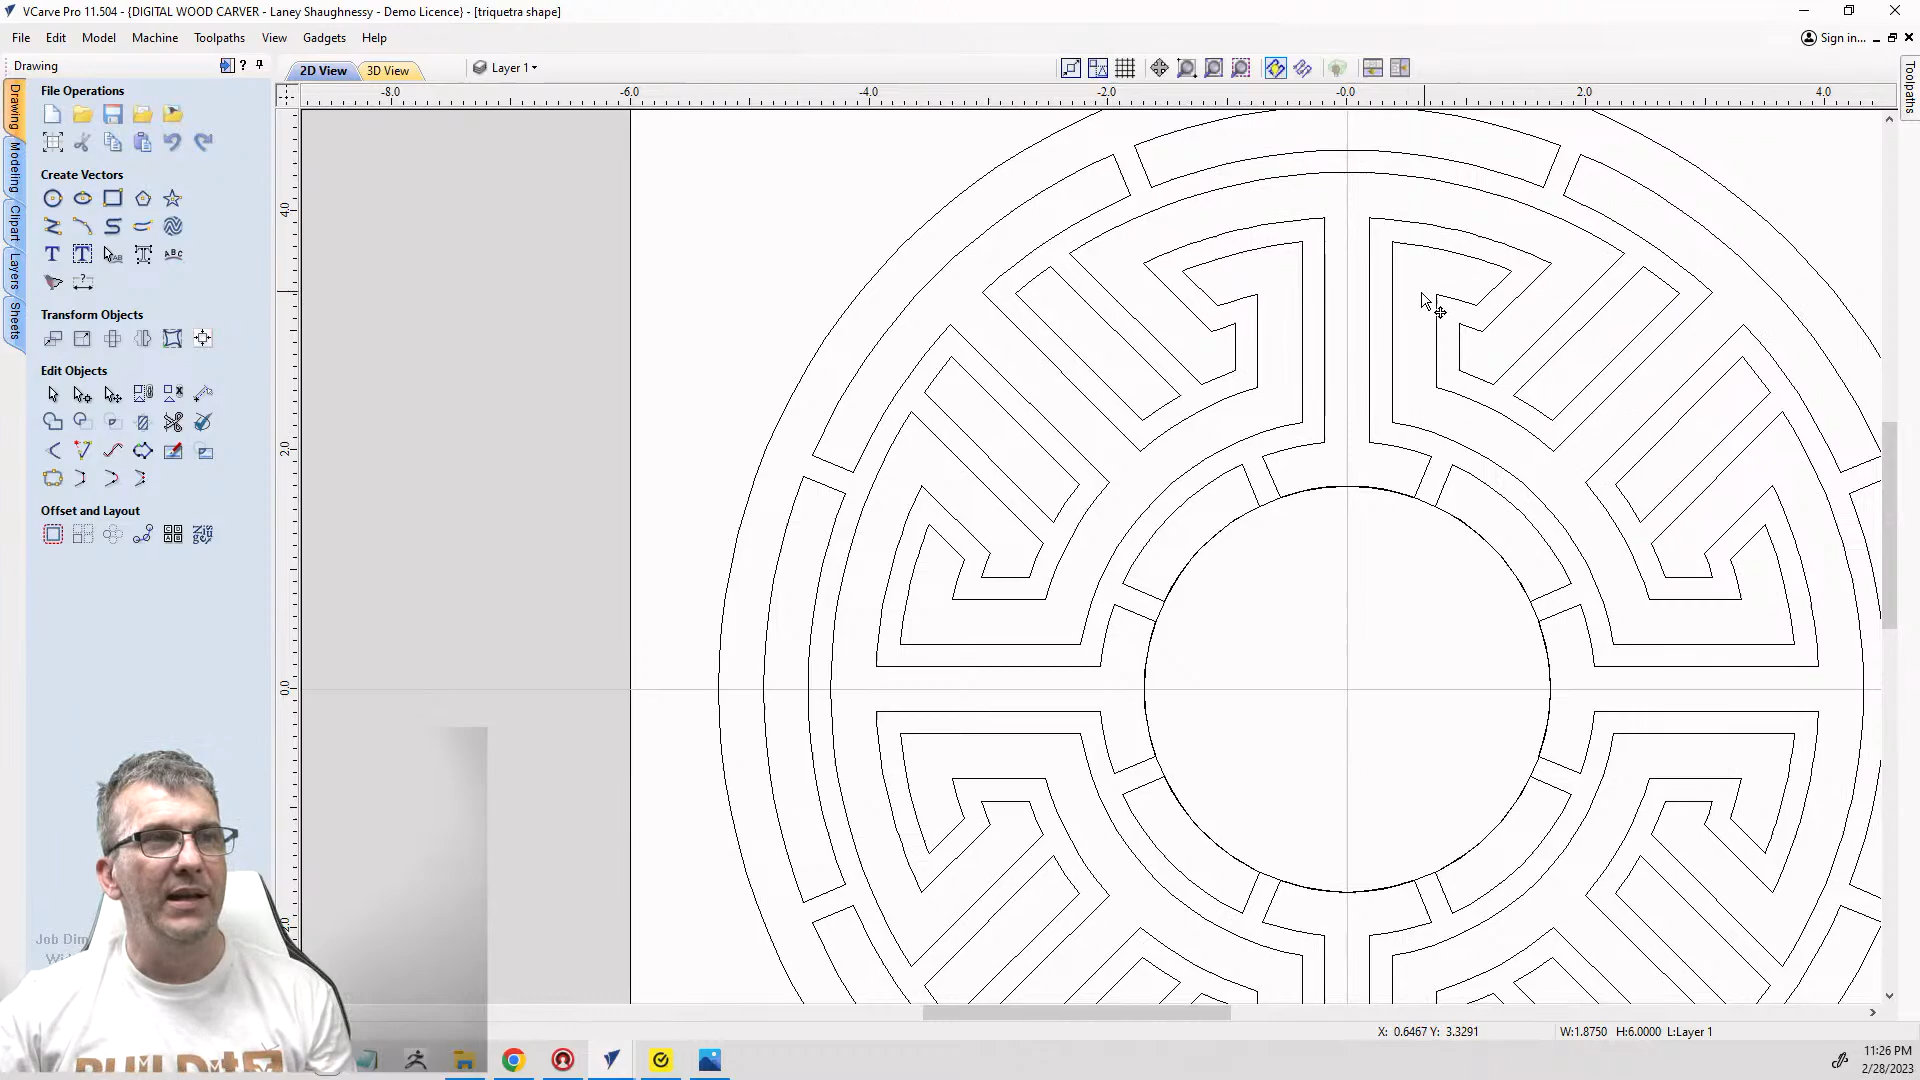 VCarve Pro 11.504 - {DIGITAL WOOD CARVER - Laney Shaughnessy - Demo Licence} - [triquetra shape]
File Edit Model Machine Toolpaths View Gadgets Help
Sign in...
Drawing
2D View
3D View
Layer 1
-8.0 -6.0 -4.0 -2.0 -0.0 2.0 4.0
Toolpaths
Drawing
Modeling
Clipart
Layers
Sheets
File Operations
Create Vectors
Transform Objects
Edit Objects
Offset and Layout
4.0
2.0
0.0
2.0
Job Dim
Wi
X: 0.6467 Y: 3.3291
W:1.8750 H:6.0000 L:Layer 1
11:26 PM
2/28/2023